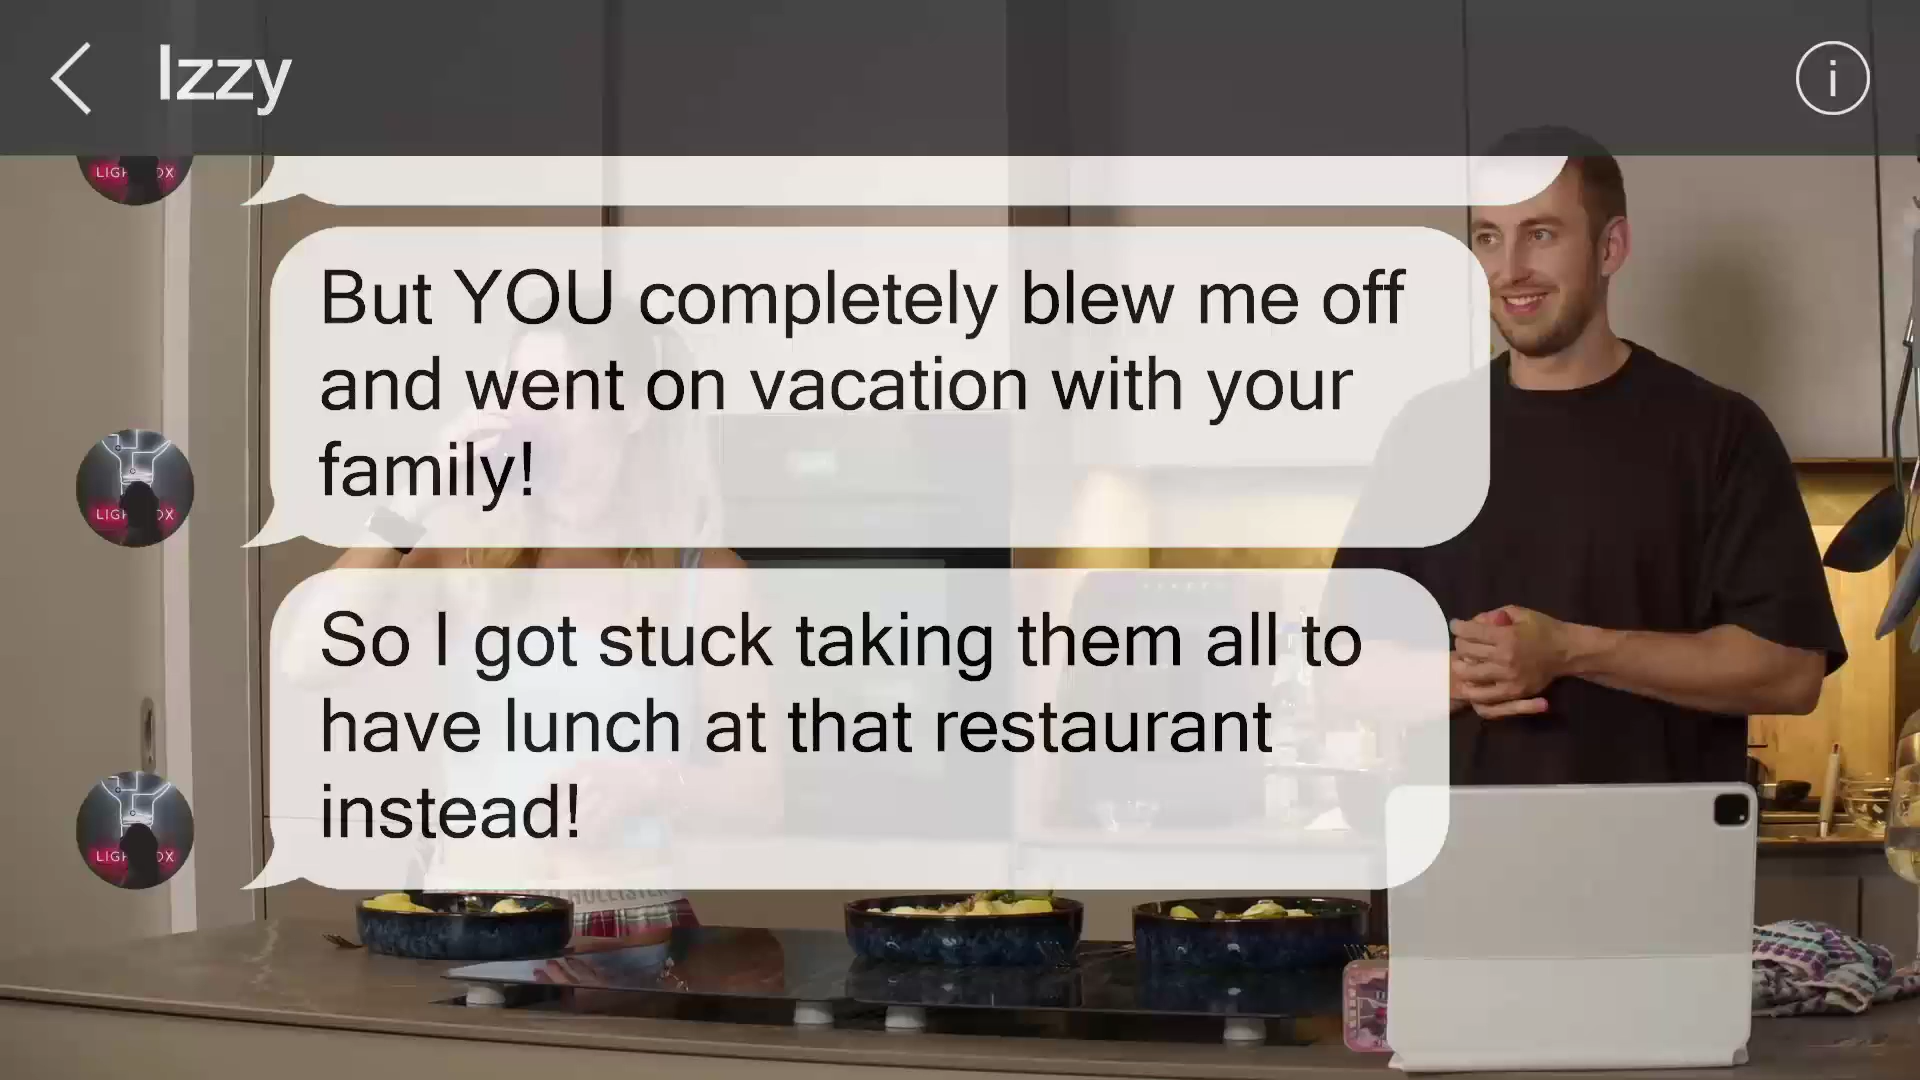 Izzy
i
But YOU completely blew me off
and went on vacation with your
family!
So I got stuck taking them all to
have lunch at that restaurant
instead!
HOLLISTER